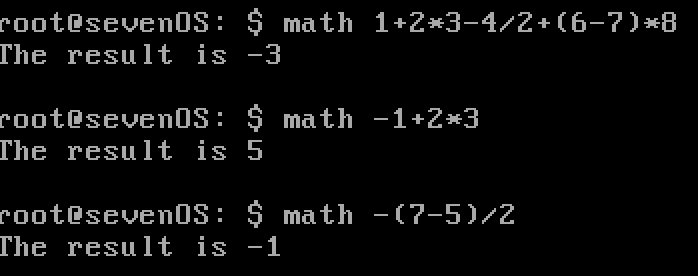 root@sevenOS: $ math 1+2*3-4/2+(6-7)*8
The result is -3
root@sevenOS: $ math -1+2*3
The result is 5
root@sevenOS: $ math -(7-5)/2
The result is -1